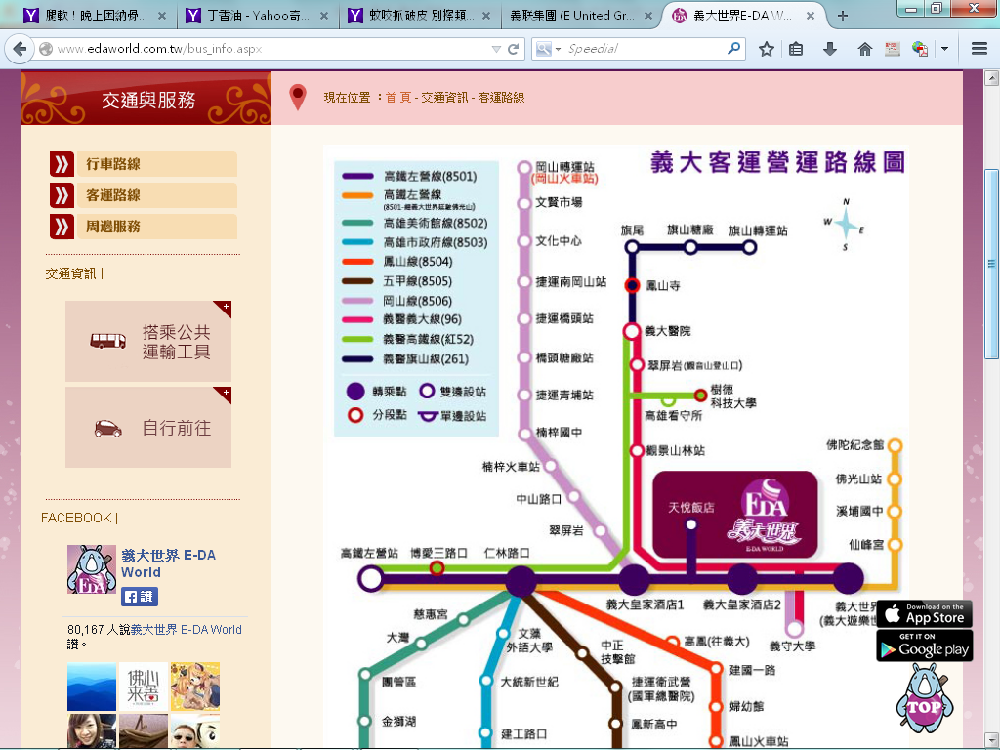 腿軟！晚上困納骨...
丁香油 - Yahoo奇...
蚊咬抓破皮 別探頪...
義联集團 (E United Gr...
義大世界E-DA W...
www.edaworld.com.tw/bus_info.aspx
Speedial
交通與服務
現在位置 ：首 頁 - 交通資訊 - 客運路線
行車路線
客運路線
周邊服務
交通資訊 |
搭乘公共
運輸工具
自行前往
FACEBOOK |
義大世界 E-DA
World
讚
80,167 人說義大世界 E-DA World
讚。
佛心
来者
義大客運營運路線圖
高鐵左營線(8501)
高鐵左營線
(8501-經義大世界延駛佛光山)
高雄美術館線(8502)
高雄市政府線(8503)
鳳山線(8504)
五甲線(8505)
岡山線(8506)
義醫義大線(96)
義醫高鐵線(紅52)
義醫旗山線(261)
轉乘點
雙邊設站
分段點
單邊設站
N
W
E
S
岡山轉運站
(岡山火車站)
文賢市場
文化中心
捷運南岡山站
捷運橋頭站
橋頭糖廠站
捷運青埔站
楠梓國中
楠梓火車站
中山路口
翠屏岩
旗尾
旗山糖廠
旗山轉運站
鳳山寺
義大醫院
翠屏岩(觀音山登山口)
樹德
科技大學
高雄看守所
觀景山林站
天悅飯店
EDA
義大世界
E-DA WORLD
佛陀紀念館
佛光山站
溪埔國中
仙峰宮
高鐵左營站
博愛三路口
仁林路口
義大皇家酒店1
義大皇家酒店2
義大世界
(義大遊樂世
義守大學
慈惠宮
大灣
團管區
金獅湖
文藻
外語大學
大統新世紀
建工路口
中正
技擊館
捷運衛武營
(國軍總醫院)
鳳新高中
高鳳(往義大)
建國一路
婦幼館
鳳山火車站
Download on the
App Store
GET IT ON
Google play
TOP